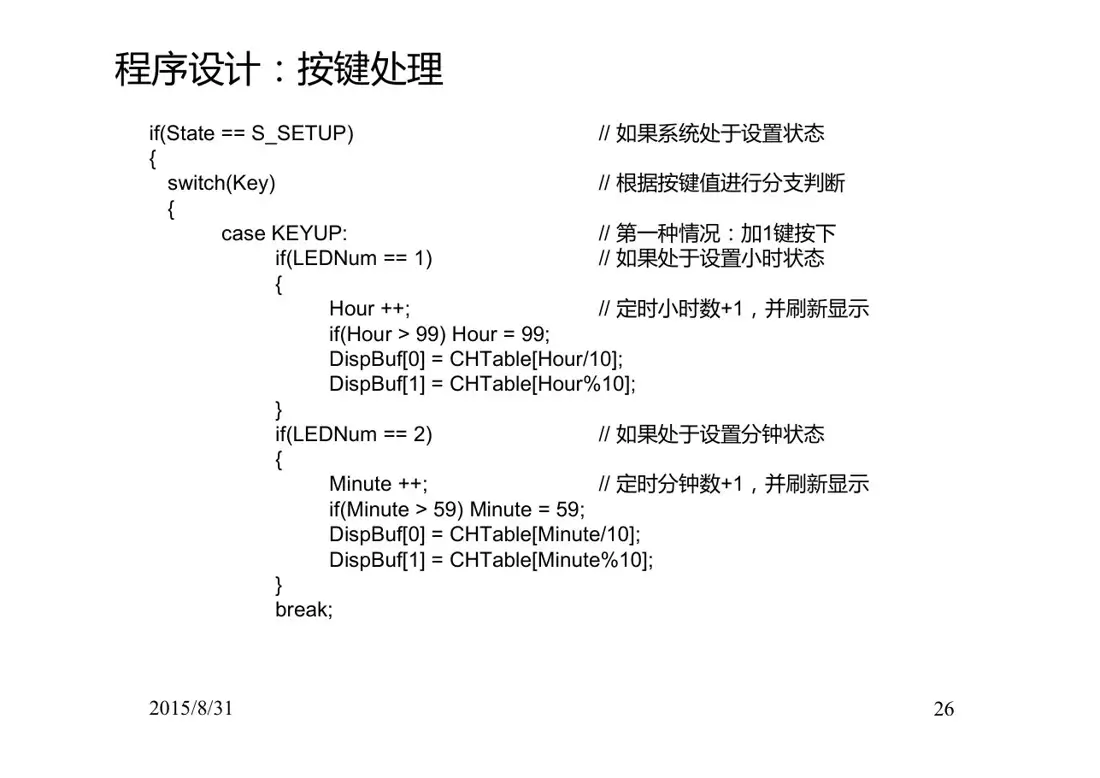 程序设计：按键处理
if(State == S_SETUP) // 如果系统处于设置状态
{
switch(Key) // 根据按键值进行分支判断
{
case KEYUP: // 第一种情况：加1键按下
if(LEDNum == 1) // 如果处于设置小时状态
{
Hour ++; // 定时小时数+1，并刷新显示
if(Hour > 99) Hour = 99;
DispBuf[0] = CHTable[Hour/10];
DispBuf[1] = CHTable[Hour%10];
}
if(LEDNum == 2) // 如果处于设置分钟状态
{
Minute ++; // 定时分钟数+1，并刷新显示
if(Minute > 59) Minute = 59;
DispBuf[0] = CHTable[Minute/10];
DispBuf[1] = CHTable[Minute%10];
}
break;
2015/8/31 26